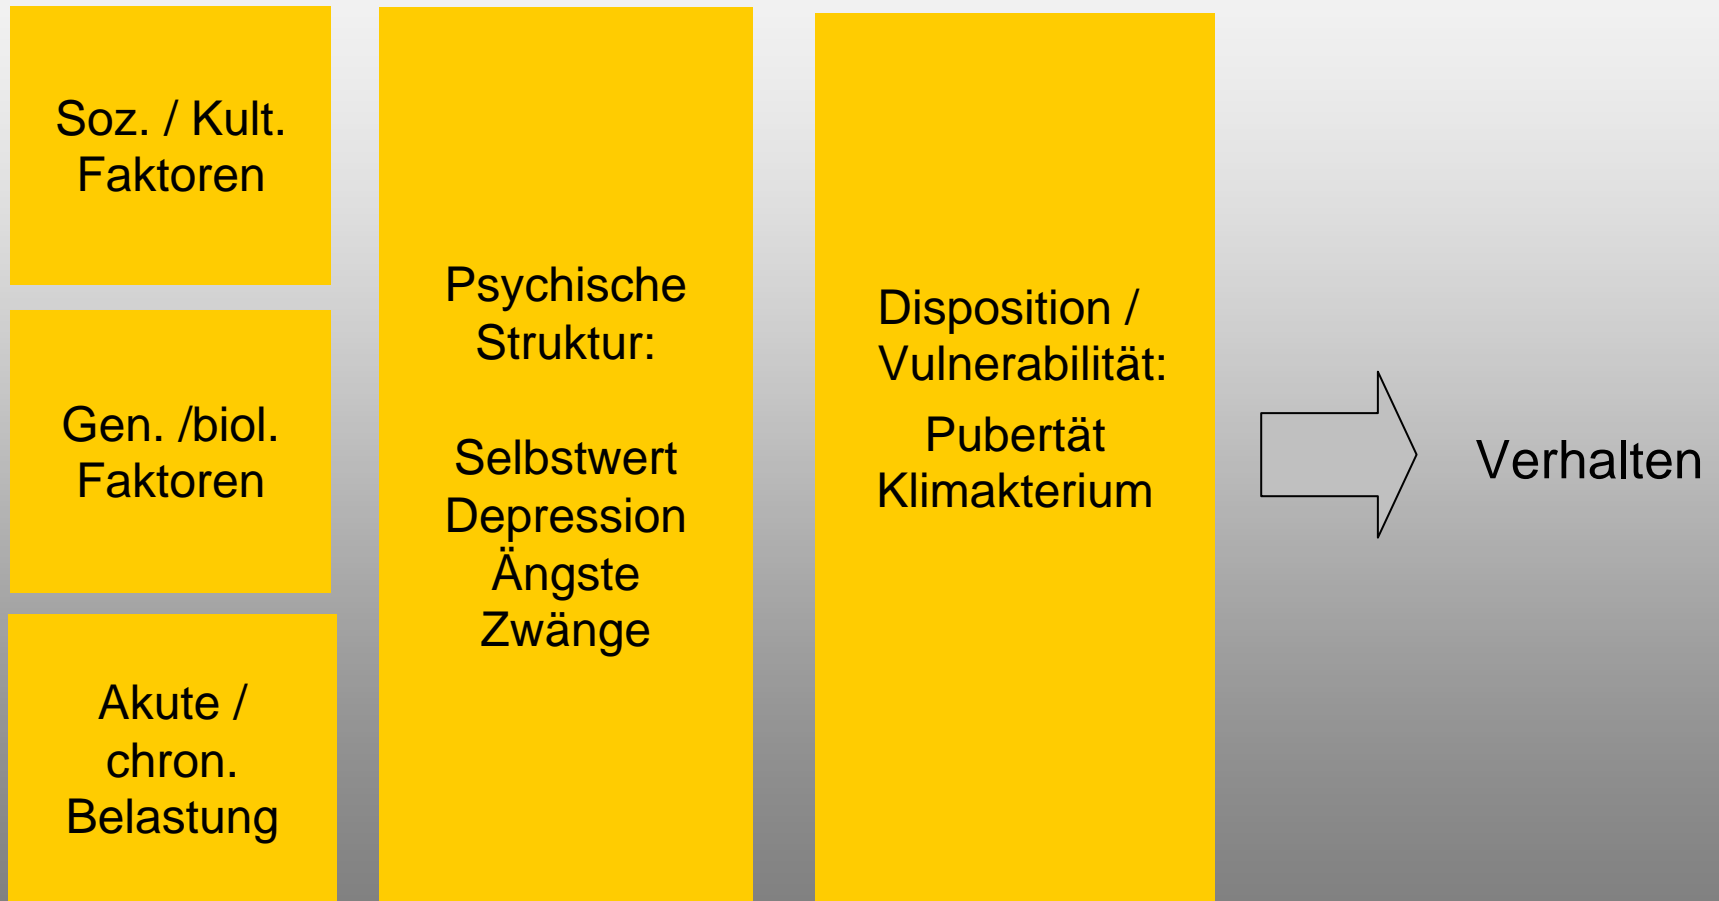 Soz. / Kult.
Faktoren
Gen. /biol.
Faktoren
Akute /
chron.
Belastung
Psychische
Struktur:
Selbstwert
Depression
Ängste
Zwänge
Disposition /
Vulnerabilität:
Pubertät
Klimakterium
Verhalten